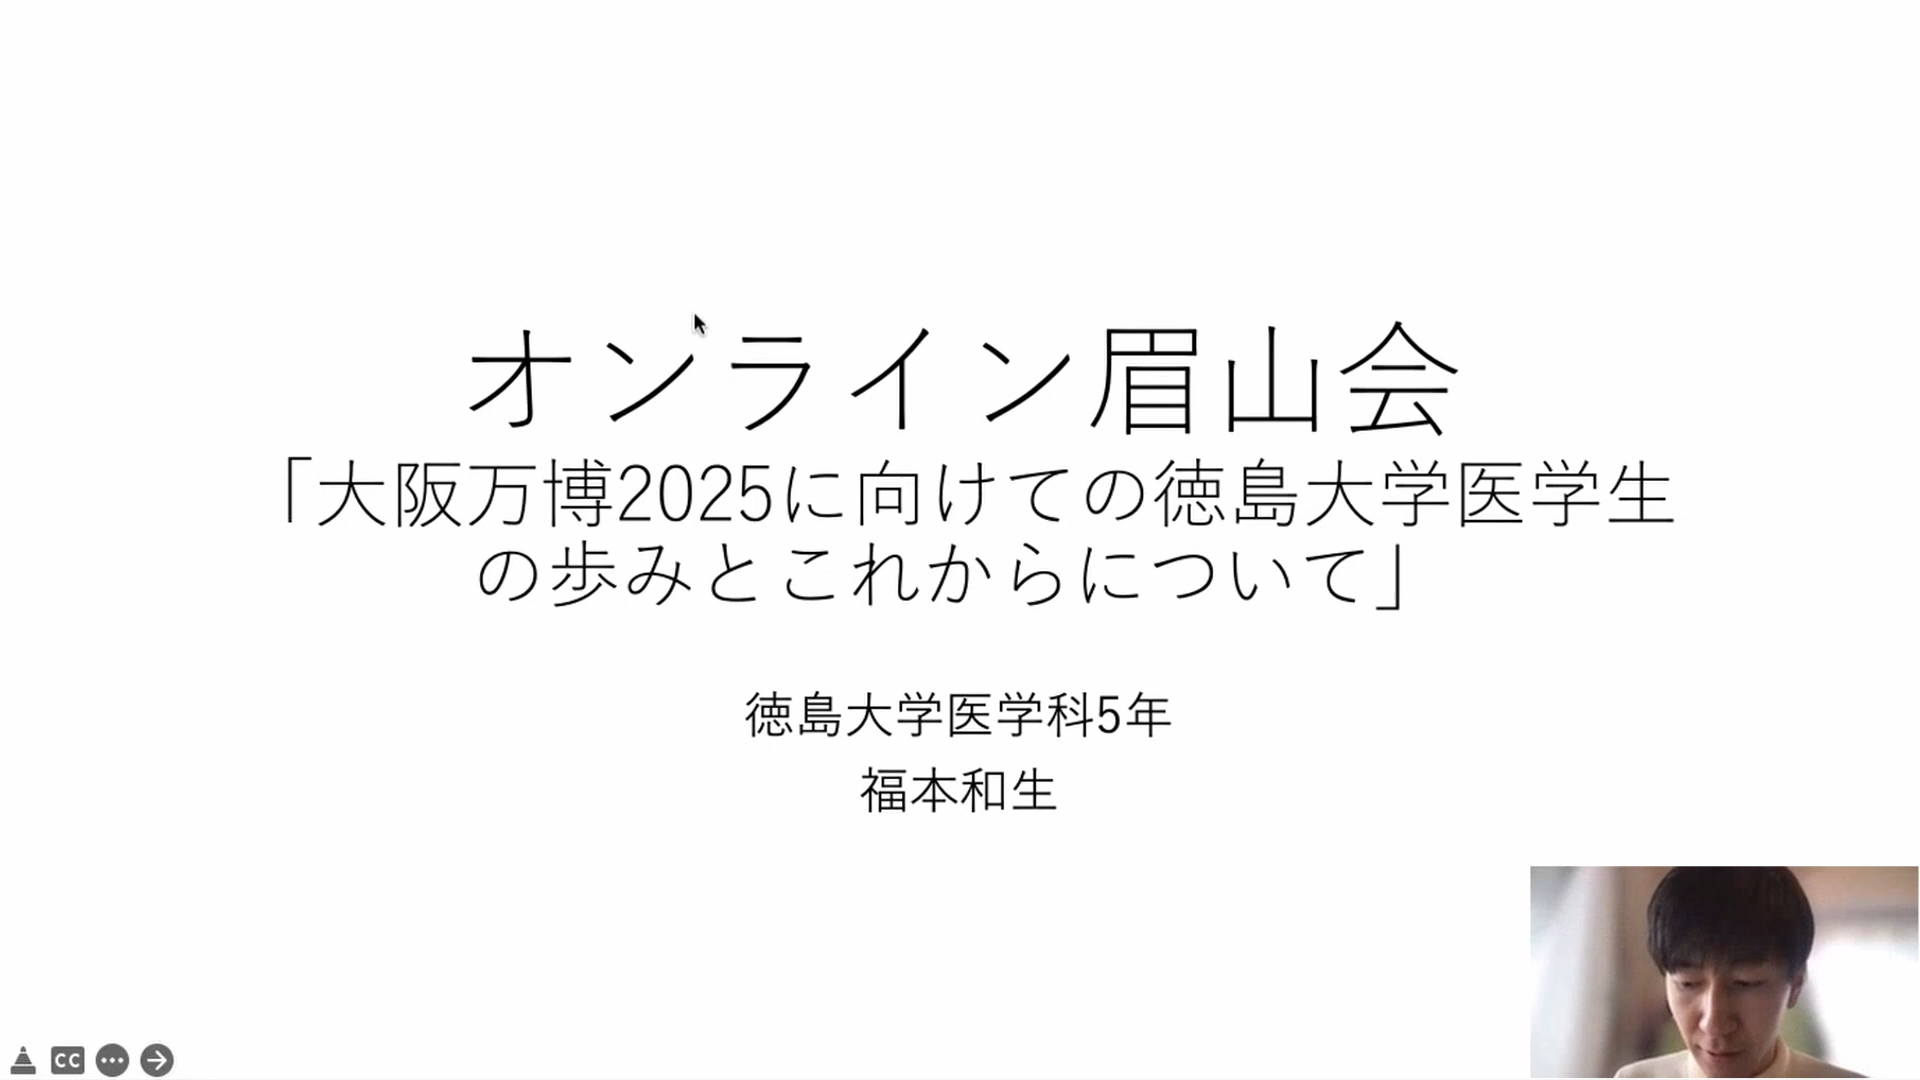 オンライン眉山会
「大阪万博2025に向けての徳島大学医学生
の歩みとこれからについて」
徳島大学医学科5年
福本和生
CC